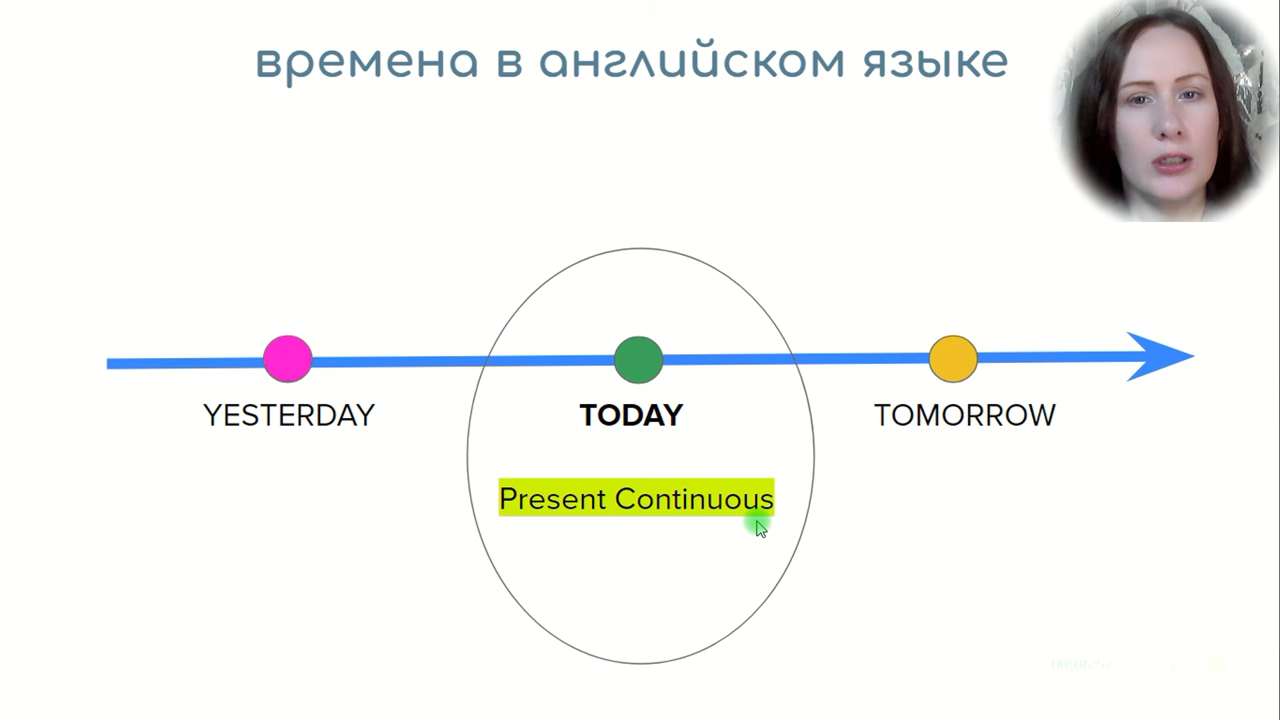 времена в английском языке
YESTERDAY
TODAY
TOMORROW
Present Continuous